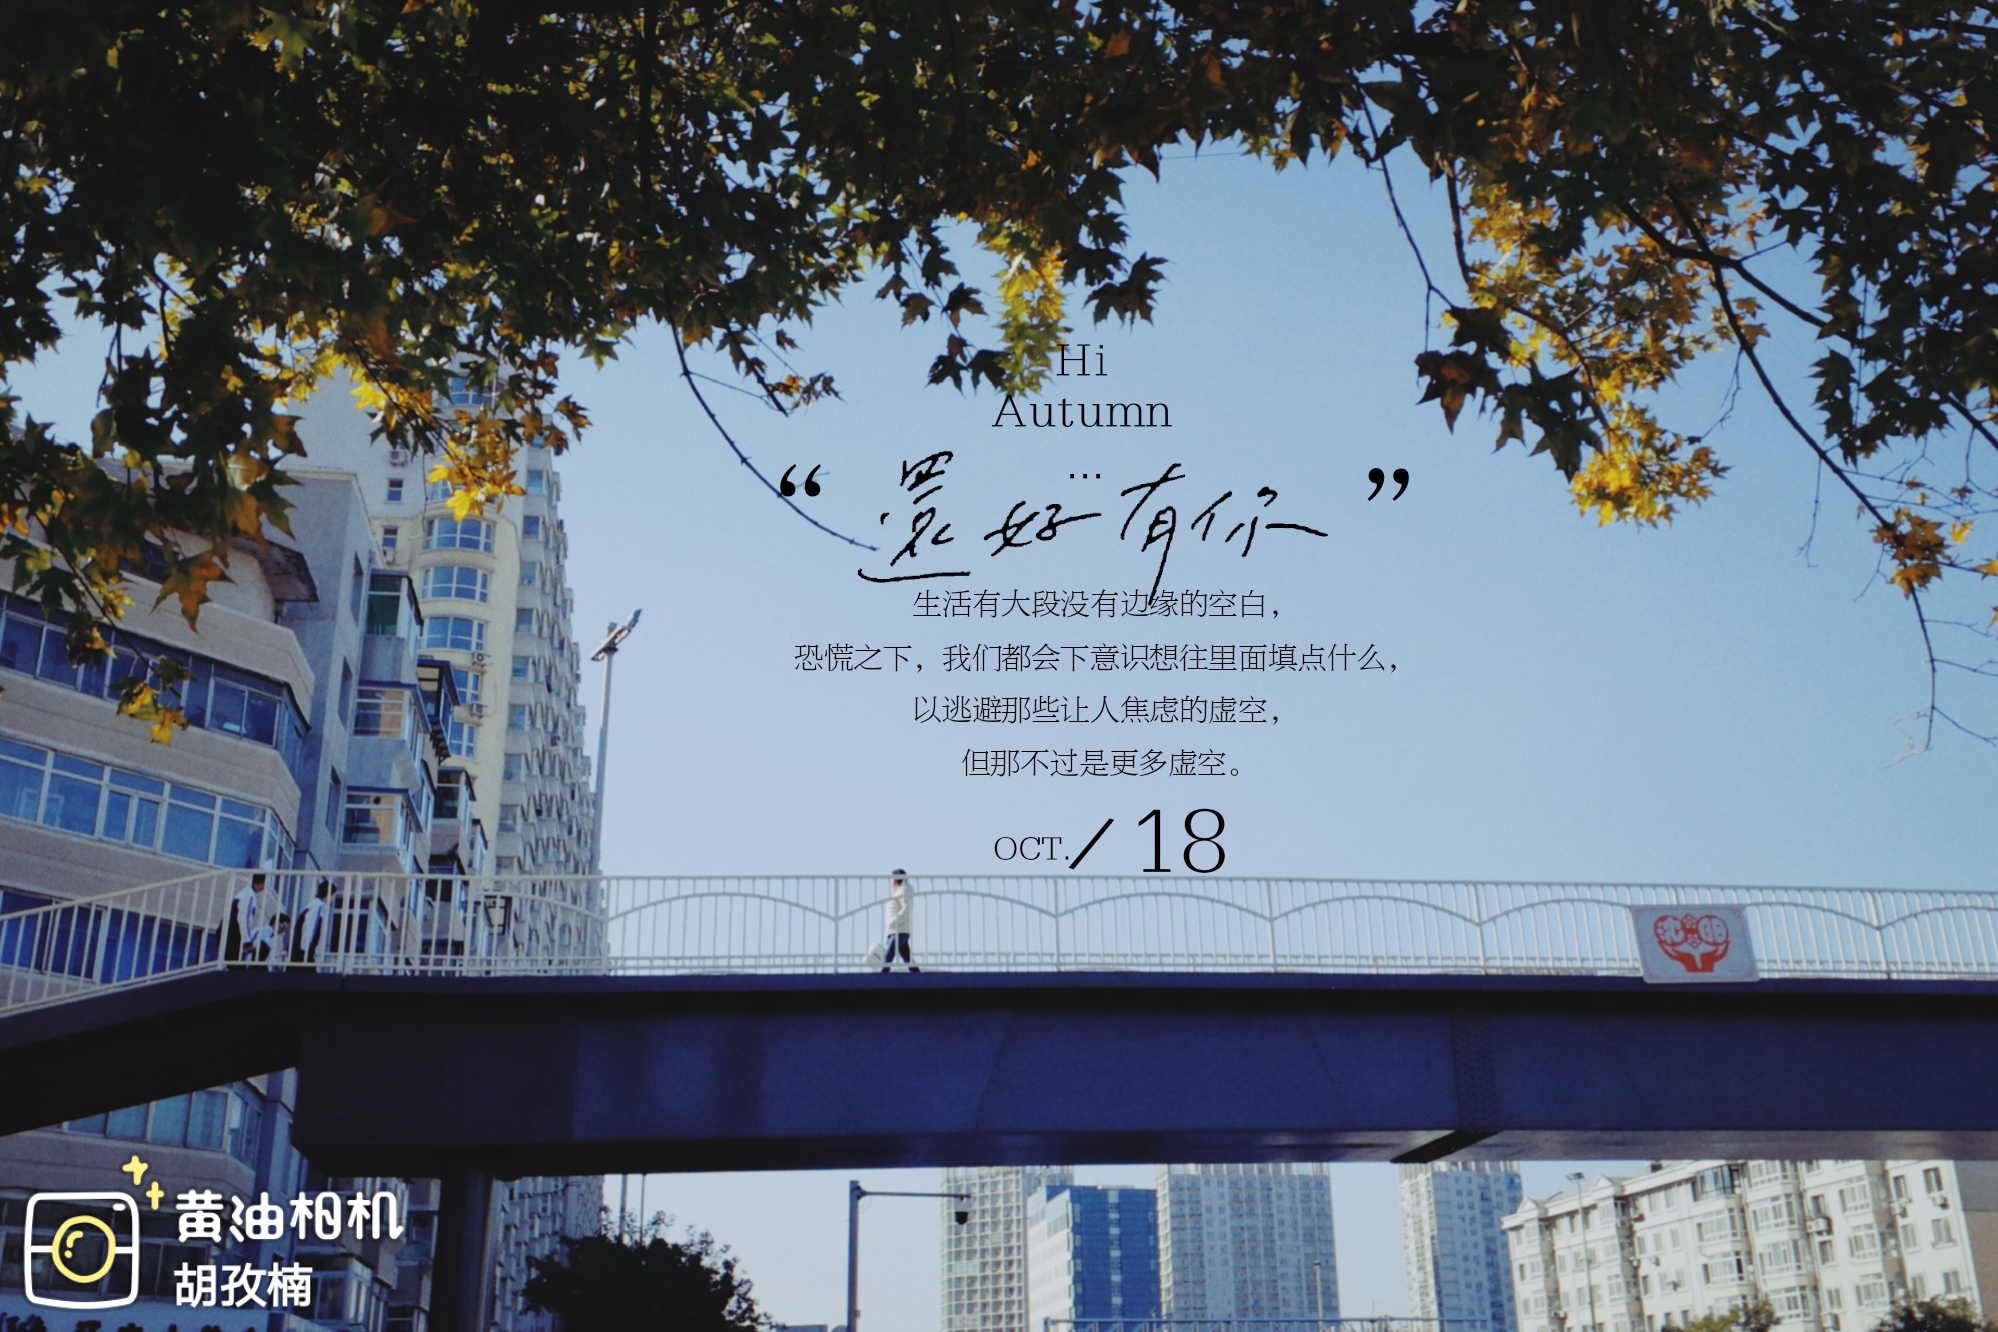 Hi
Autumn
...
“還好有你”
生活有大段没有边缘的空白，
恐慌之下，我们都会下意识想往里面填点什么，
以逃避那些让人焦虑的虚空，
但那不过是更多虚空。
OCT./18
黄油相机
胡孜楠